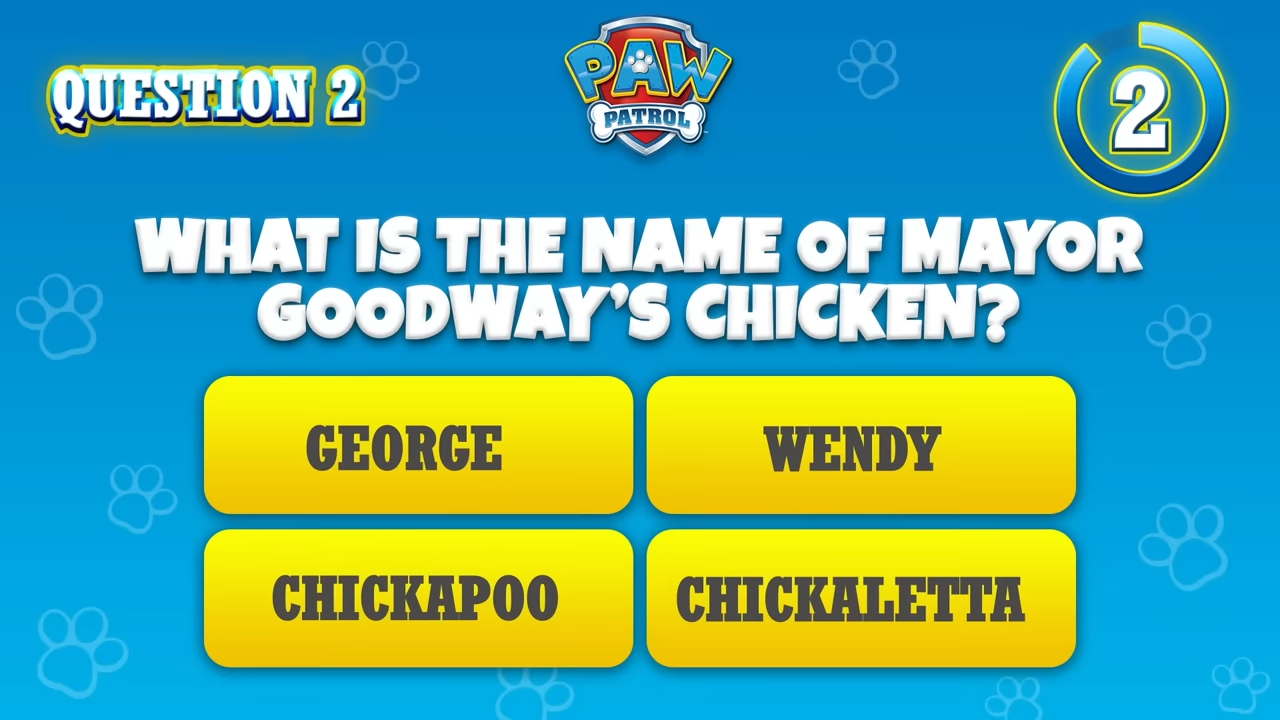 QUESTION 2
PAW
PATROL
2
WHAT IS THE NAME OF MAYOR
GOODWAY'S CHICKEN?
GEORGE
WENDY
CHICKAPOO
CHICKALETTA